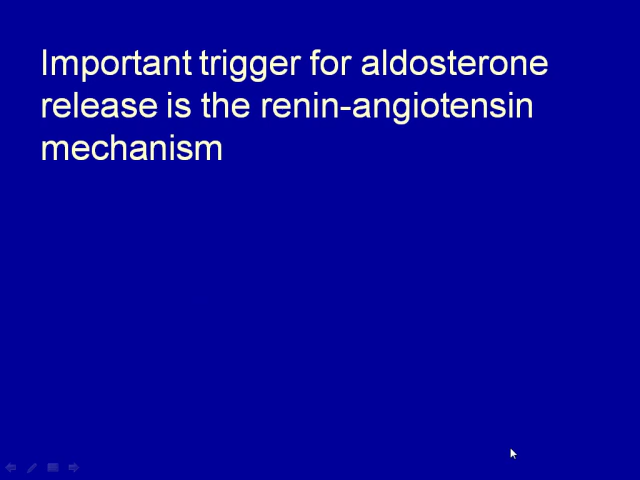 Important trigger for aldosterone
release is the renin-angiotensin
mechanism